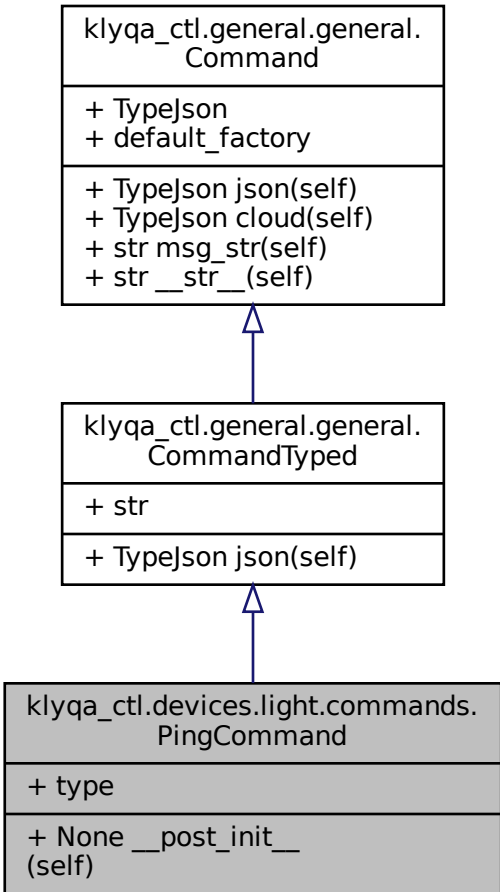 klyqa_ctl.general.general.
Command
+ TypeJson
+ default_factory
+ TypeJson json(self)
+ TypeJson cloud(self)
+ str msg_str(self)
+ str __str__(self)
klyqa_ctl.general.general.
CommandTyped
+ str
+ TypeJson json(self)
klyqa_ctl.devices.light.commands.
PingCommand
+ type
+ None __post_init__
(self)